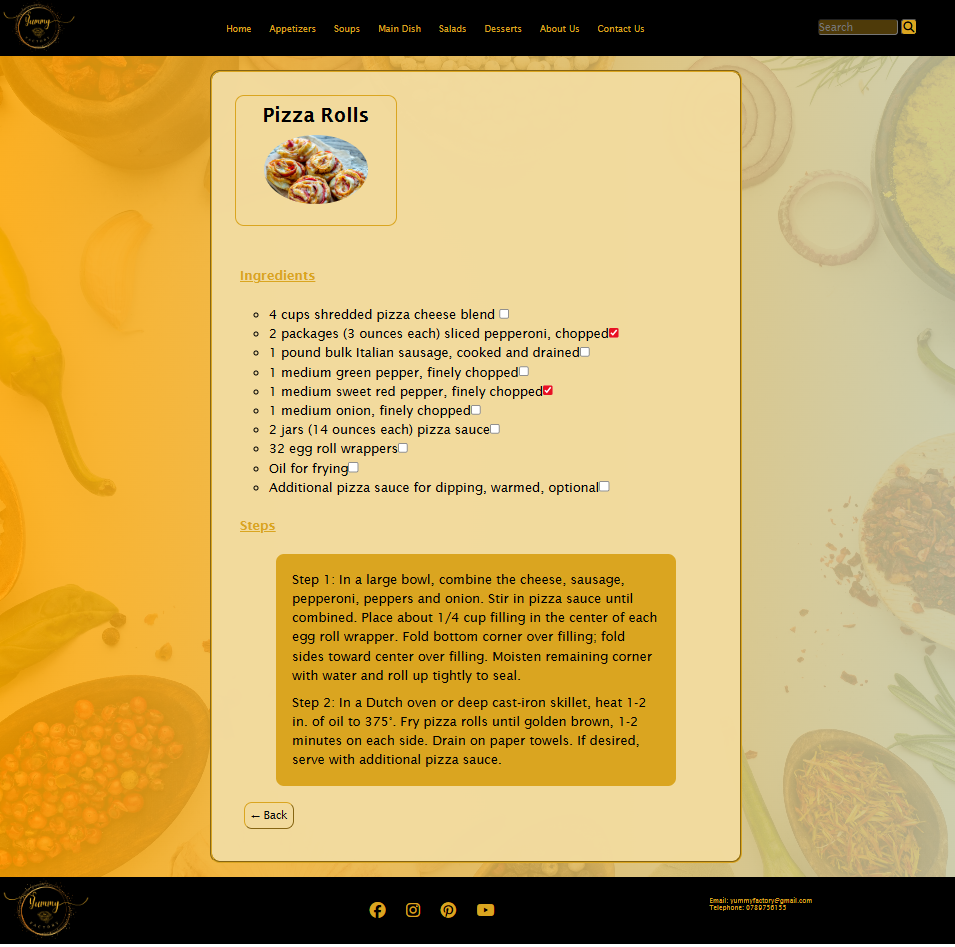 Yummy
FACTORY
Home Appetizers Soups Main Dish Salads Desserts About Us Contact Us
Search
Pizza Rolls
Ingredients
4 cups shredded pizza cheese blend
2 packages (3 ounces each) sliced pepperoni, chopped
1 pound bulk Italian sausage, cooked and drained
1 medium green pepper, finely chopped
1 medium sweet red pepper, finely chopped
1 medium onion, finely chopped
2 jars (14 ounces each) pizza sauce
32 egg roll wrappers
Oil for frying
Additional pizza sauce for dipping, warmed, optional
Steps
Step 1: In a large bowl, combine the cheese, sausage,
pepperoni, peppers and onion. Stir in pizza sauce until
combined. Place about 1/4 cup filling in the center of each
egg roll wrapper. Fold bottom corner over filling; fold
sides toward center over filling. Moisten remaining corner
with water and roll up tightly to seal.
Step 2: In a Dutch oven or deep cast-iron skillet, heat 1-2
in. of oil to 375°. Fry pizza rolls until golden brown, 1-2
minutes on each side. Drain on paper towels. If desired,
serve with additional pizza sauce.
← Back
Yummy
FACTORY
Email: yummyfactory@gmail.com
Telephone: 0789756155